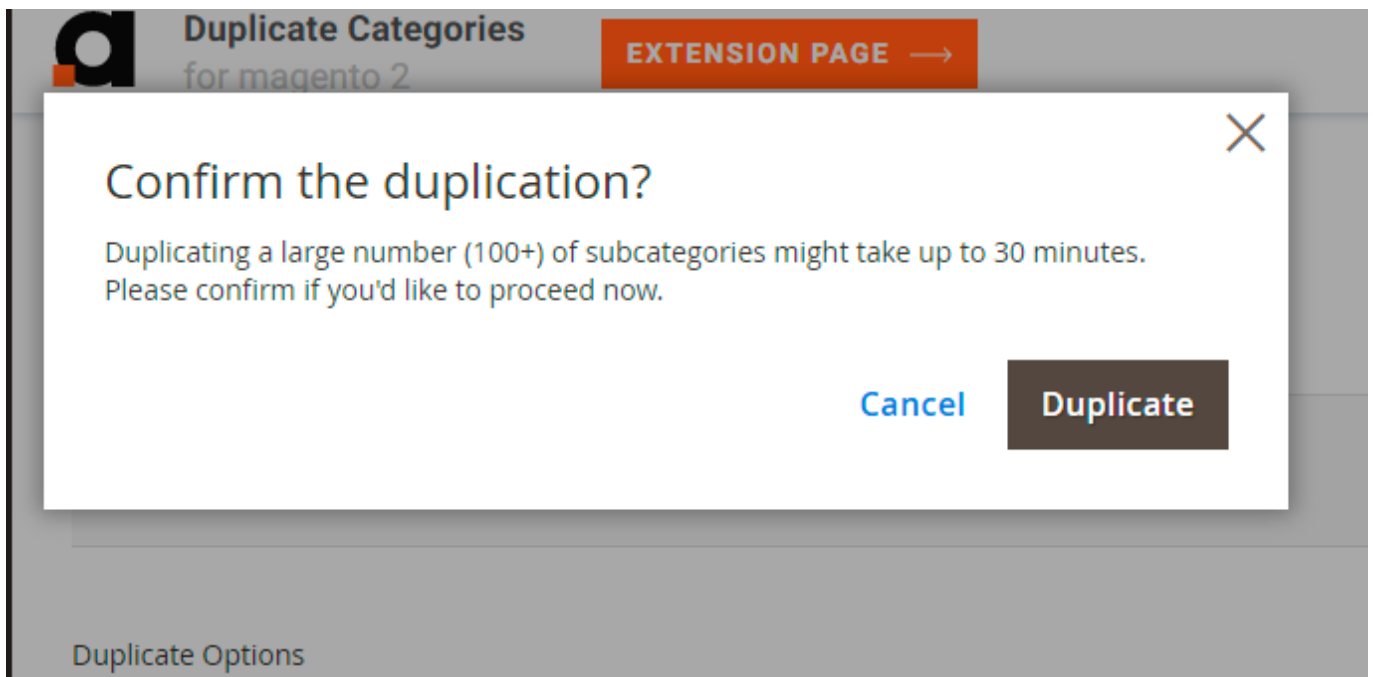 Duplicate Categories
for magento 2
EXTENSION PAGE →
Confirm the duplication?
Duplicating a large number (100+) of subcategories might take up to 30 minutes.
Please confirm if you'd like to proceed now.
Cancel
Duplicate
Duplicate Options